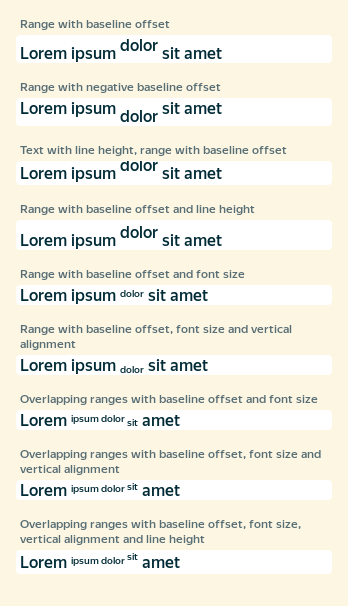 Range with baseline offset
Lorem ipsum dolor sit amet
Range with negative baseline offset
Lorem ipsum dolor sit amet
Text with line height, range with baseline offset
Lorem ipsum dolor sit amet
Range with baseline offset and line height
Lorem ipsum dolor sit amet
Range with baseline offset and font size
Lorem ipsum dolor sit amet
Range with baseline offset, font size and vertical
alignment
Lorem ipsum dolor sit amet
Overlapping ranges with baseline offset and font size
Lorem ipsum dolor sit amet
Overlapping ranges with baseline offset, font size and
vertical alignment
Lorem ipsum dolor sit amet
Overlapping ranges with baseline offset, font size,
vertical alignment and line height
Lorem ipsum dolor sit amet